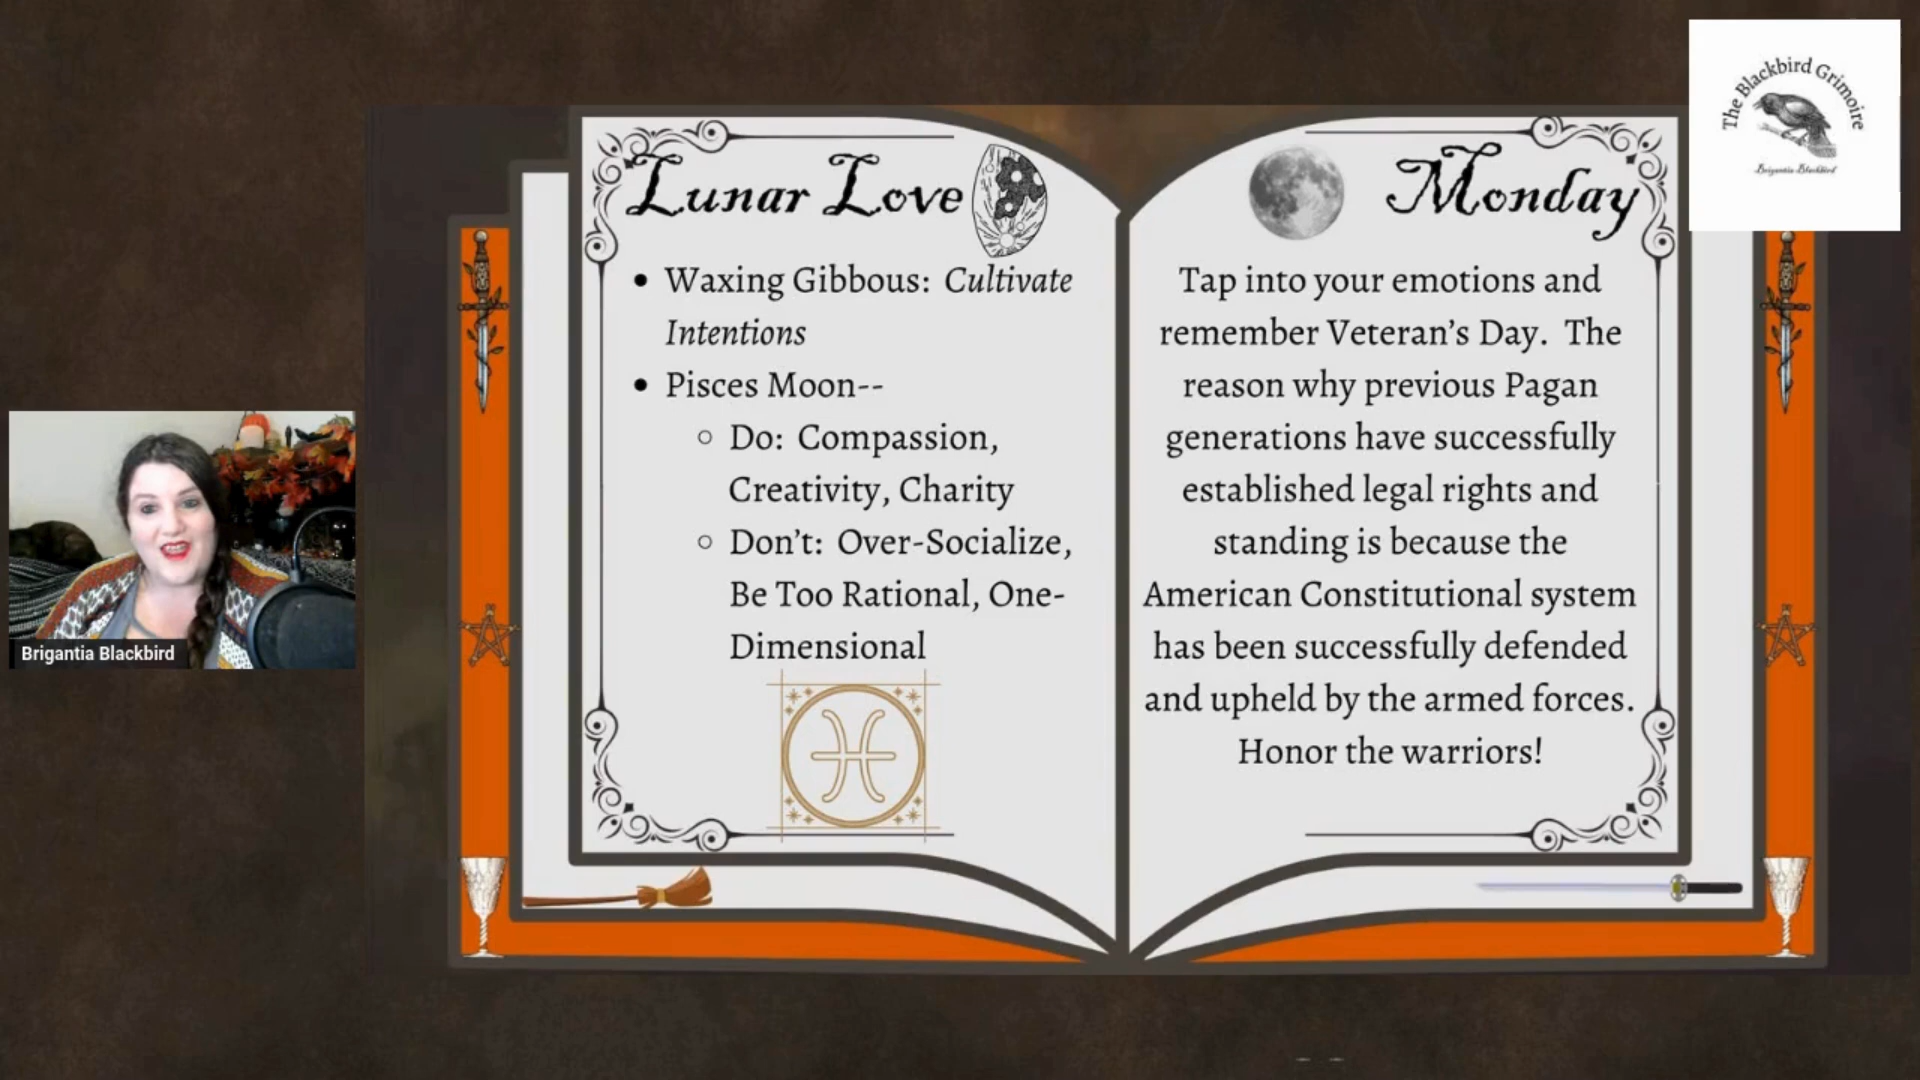 The Blackbird Grimoire
Brigantia Blackbird
Lunar Love
Waxing Gibbous: Cultivate
Intentions
Pisces Moon--
Do: Compassion,
Creativity, Charity
Don't: Over-Socialize,
Be Too Rational, One-
Dimensional
Monday
Tap into your emotions and
remember Veteran's Day. The
reason why previous Pagan
generations have successfully
established legal rights and
standing is because the
American Constitutional system
has been successfully defended
and upheld by the armed forces.
Honor the warriors!
Brigantia Blackbird